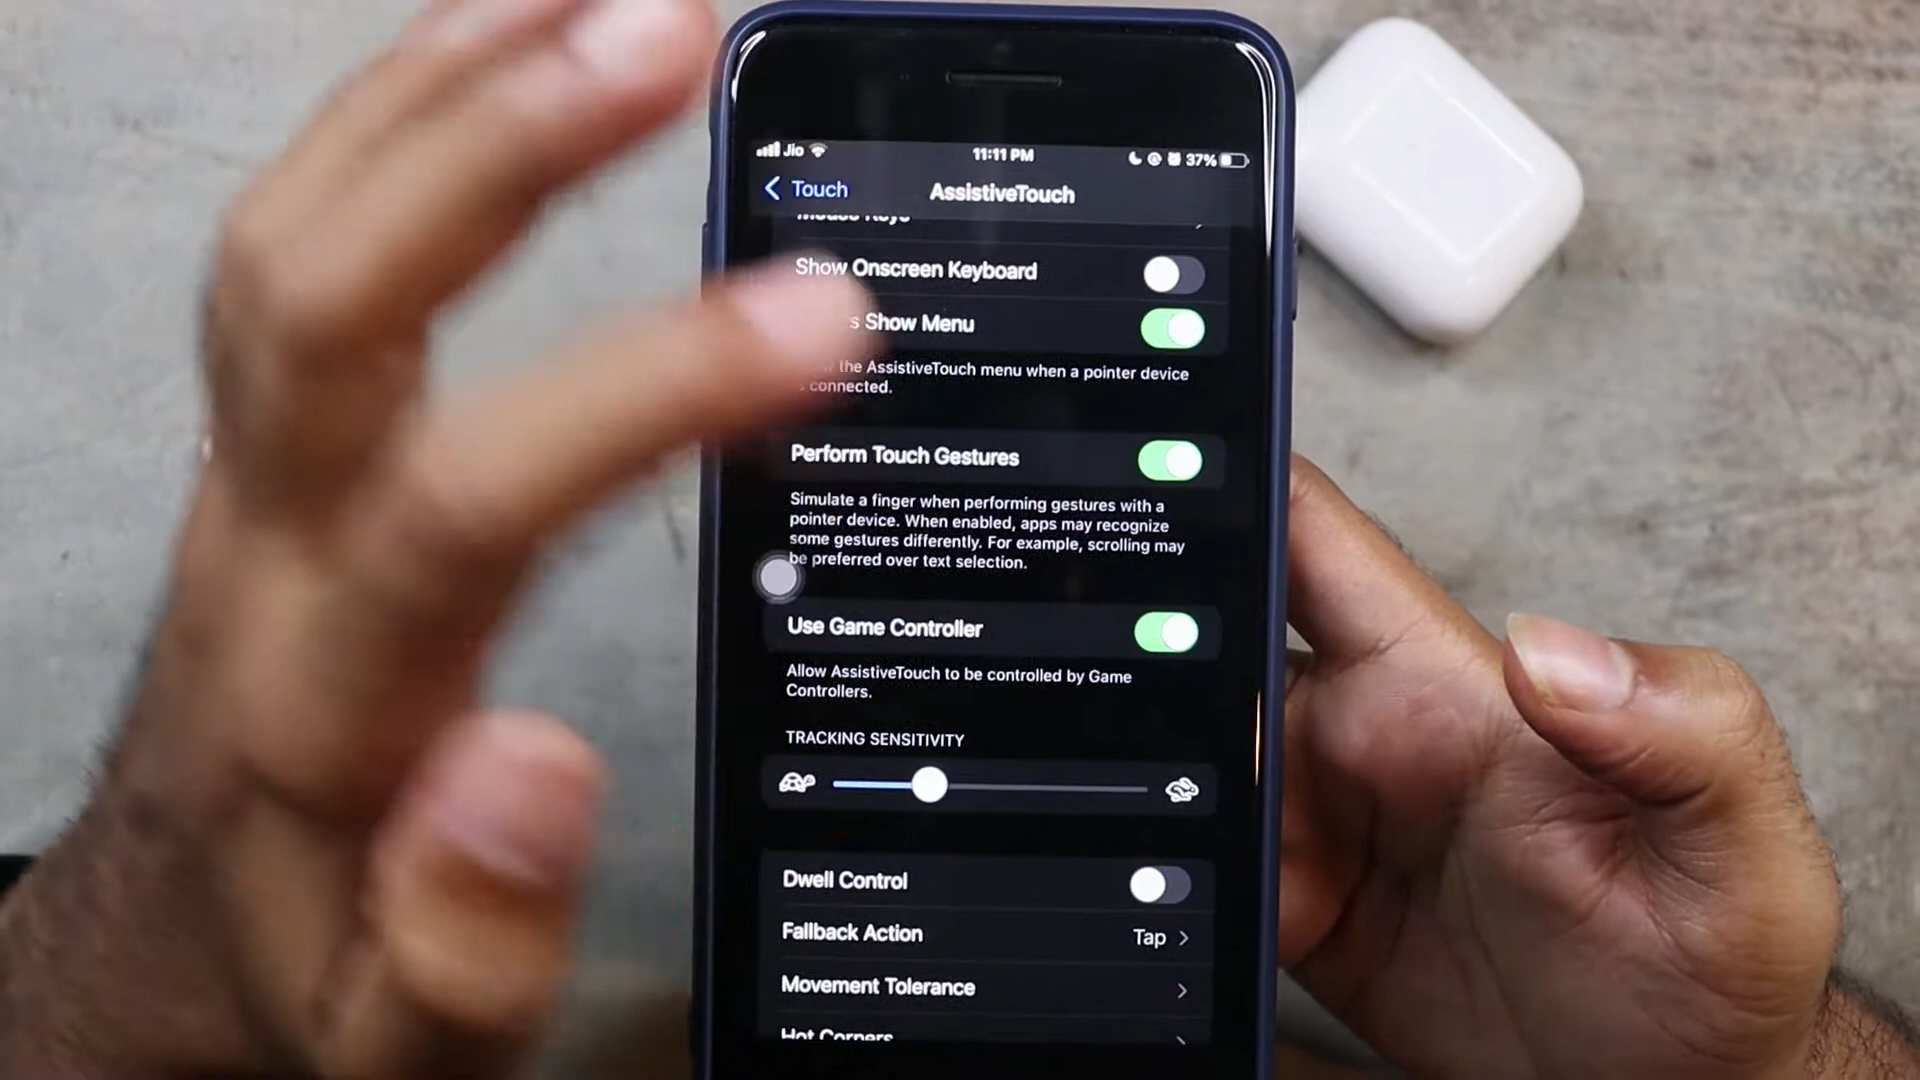 Jio
11:11 PM
37%
Touch
AssistiveTouch
Mouse Keys
Show Onscreen Keyboard
s Show Menu
the AssistiveTouch menu when a pointer device
connected.
Perform Touch Gestures
Simulate a finger when performing gestures with a
pointer device. When enabled, apps may recognize
some gestures differently. For example, scrolling may
be preferred over text selection.
Use Game Controller
Allow AssistiveTouch to be controlled by Game
Controllers.
TRACKING SENSITIVITY
Dwell Control
Fallback Action
Tap
Movement Tolerance
Hot Corners